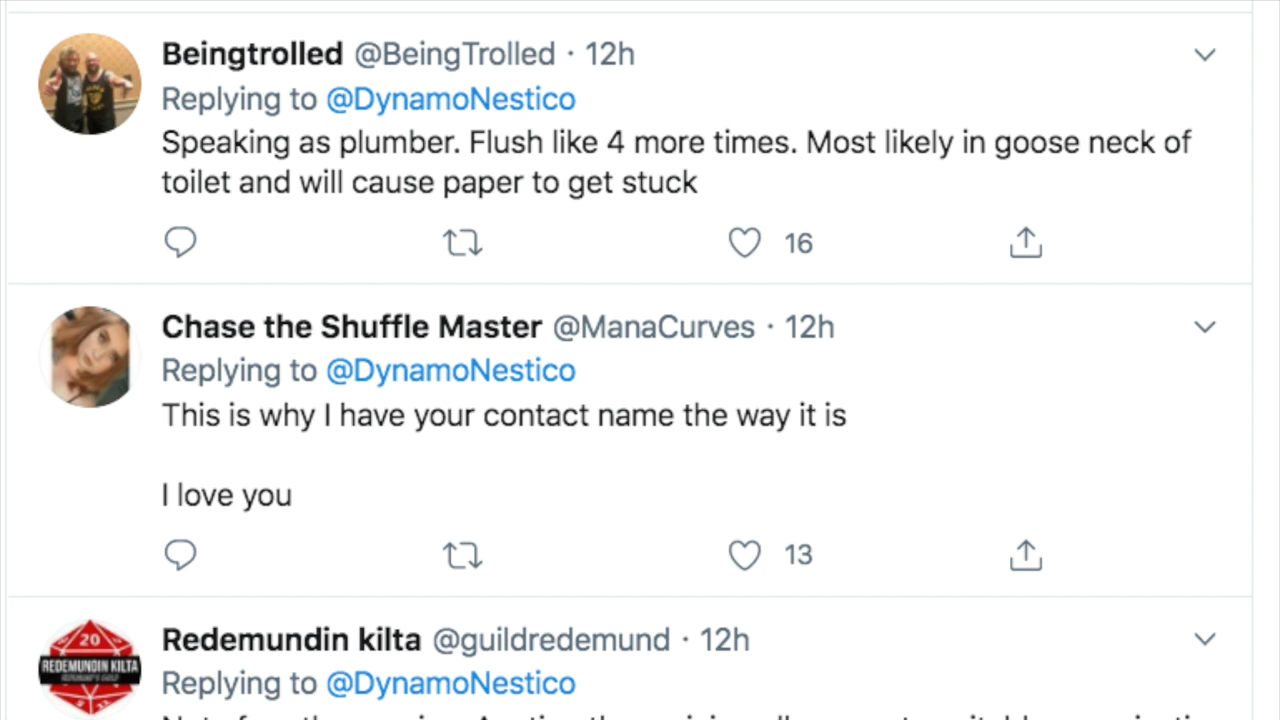 Beingtrolled @BeingTrolled · 12h
Replying to @DynamoNestico
Speaking as plumber. Flush like 4 more times. Most likely in goose neck of
toilet and will cause paper to get stuck
16
Chase the Shuffle Master @ManaCurves · 12h
Replying to @DynamoNestico
This is why I have your contact name the way it is
I love you
13
20
REDEMUNDIN KILTA
Redemundin kilta @guildredemund · 12h
Replying to @DynamoNestico